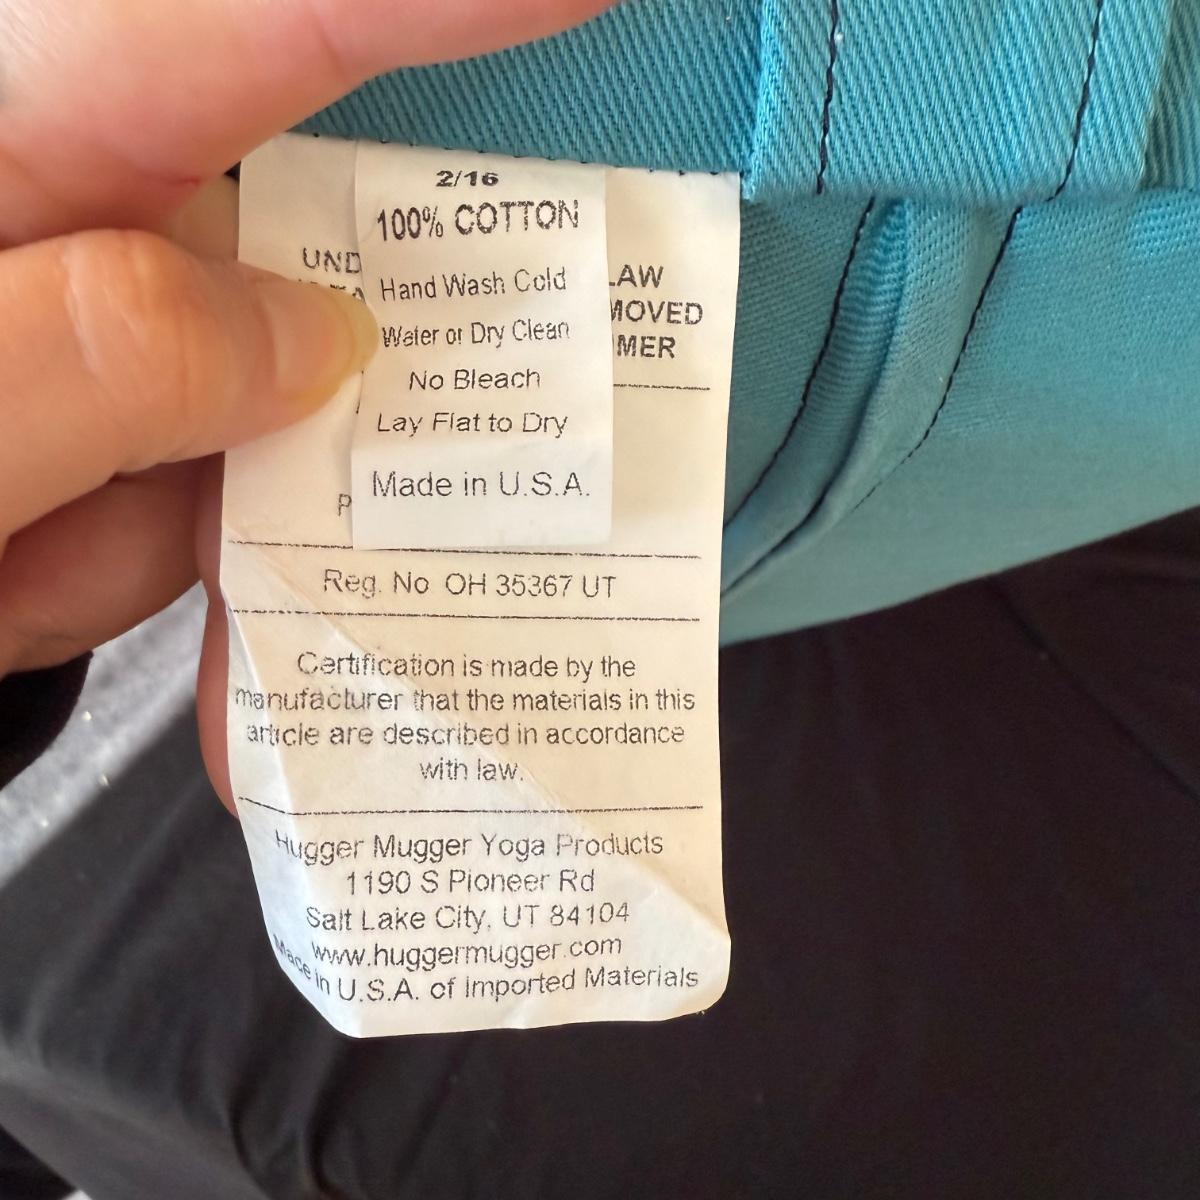 2/16
100% COTTON
Hand Wash Cold
Water or Dry Clean
No Bleach
Lay Flat to Dry
Made in U.S.A.
UND
LAW
MOVED
MER
P
Reg. No OH 35367 UT
Certification is made by the
manufacturer that the materials in this
article are described in accordance
with law.
Hugger Mugger Yoga Products
1190 S Pioneer Rd
Salt Lake City, UT 84104
www.huggermugger.com
Made in U.S.A. of Imported Materials